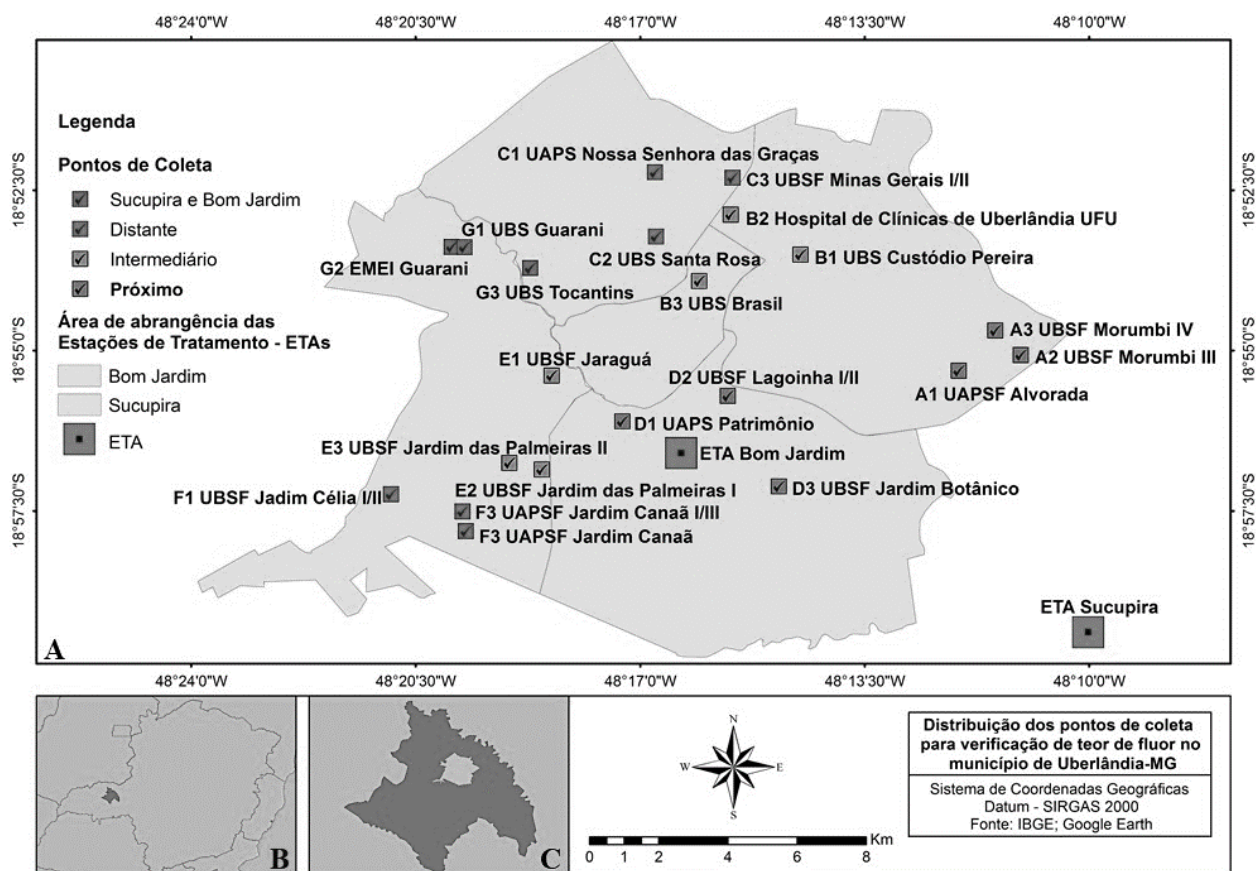 48°24'0"W
48°20'30"W
48°17'0"W
48°13'30"W
48°10'0"W
Legenda
Pontos de Coleta
Sucupira e Bom Jardim
Distante
Intermediário
Próximo
Área de abrangência das
Estações de Tratamento - ETAs
Bom Jardim
Sucupira
ETA
C1 UAPS Nossa Senhora das Graças
C3 UBSF Minas Gerais I/II
B2 Hospital de Clínicas de Uberlândia UFU
G1 UBS Guarani
G2 EMEI Guarani
C2 UBS Santa Rosa
B1 UBS Custódio Pereira
G3 UBS Tocantins
B3 UBS Brasil
A3 UBSF Morumbi IV
A2 UBSF Morumbi III
E1 UBSF Jaraguá
D2 UBSF Lagoinha I/II
A1 UAPSF Alvorada
D1 UAPS Patrimônio
E3 UBSF Jardim das Palmeiras II
ETA Bom Jardim
E2 UBSF Jardim das Palmeiras I
D3 UBSF Jardim Botânico
F1 UBSF Jadim Célia I/II
F3 UAPSF Jardim Canaã I/III
F3 UAPSF Jardim Canaã
ETA Sucupira
18°52'30"S
18°55'0"S
18°57'30"S
18°52'30"S
18°55'0"S
18°57'30"S
A
48°24'0"W
48°20'30"W
48°17'0"W
48°13'30"W
48°10'0"W
B
C
N
W
E
S
Km
0 1 2 4 6 8
Distribuição dos pontos de coleta
para verificação de teor de fluor no
município de Uberlândia-MG
Sistema de Coordenadas Geográficas
Datum - SIRGAS 2000
Fonte: IBGE; Google Earth